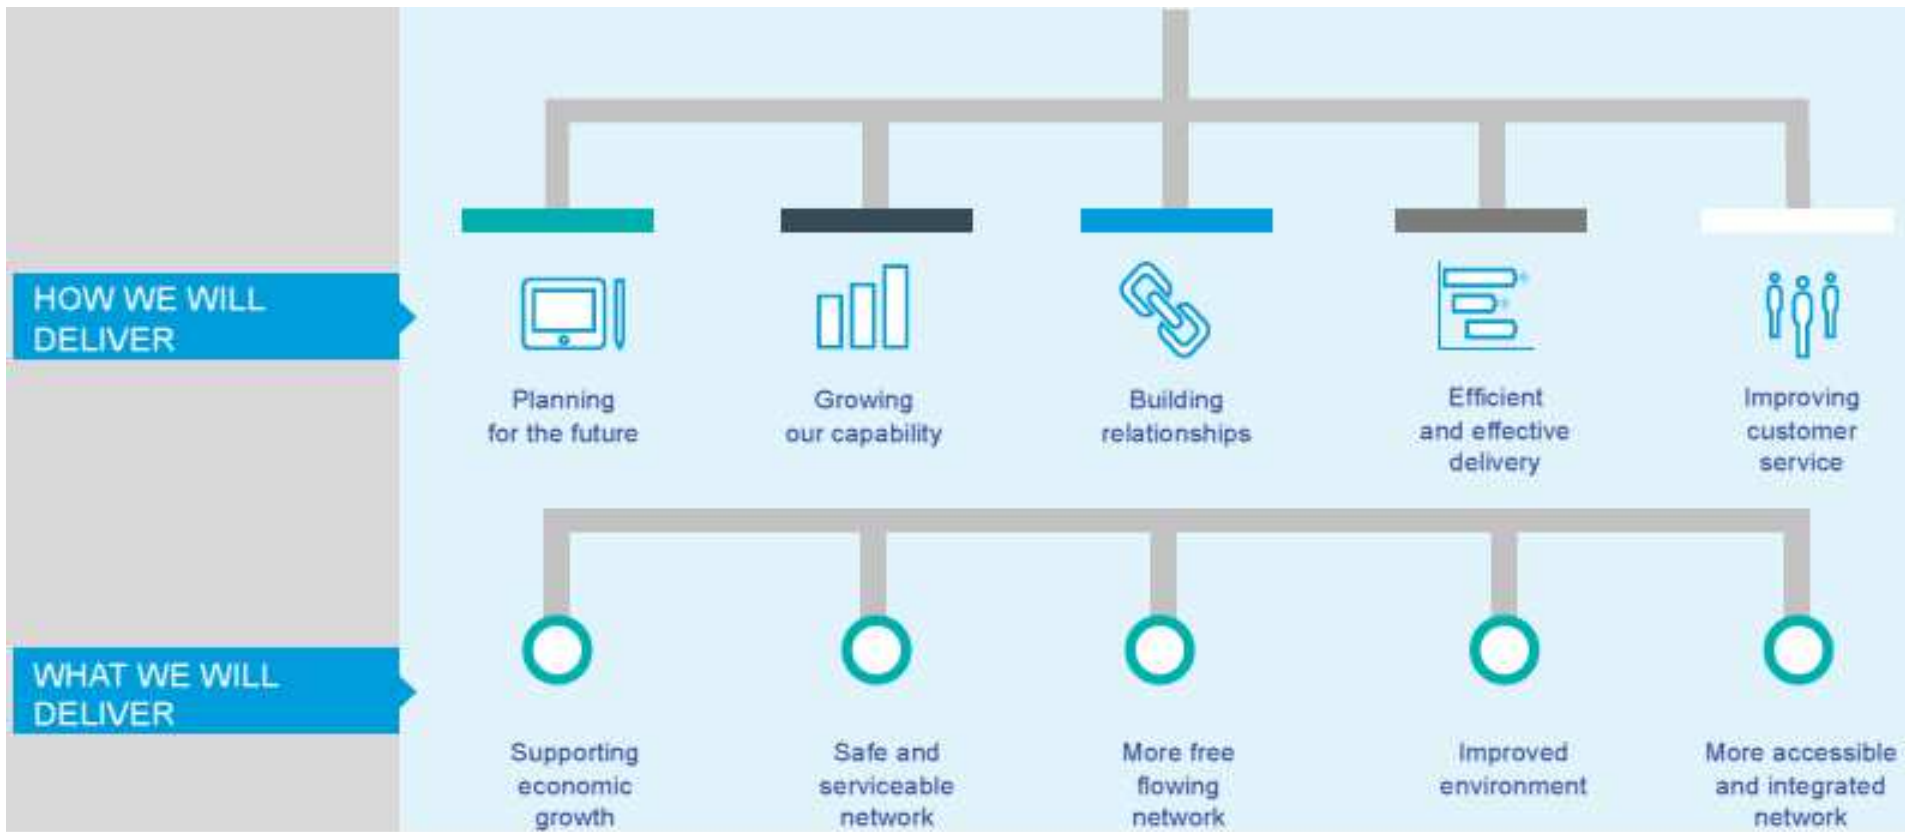 HOW WE WILL
DELIVER
Planning
for the future
Growing
our capability
Building
relationships
Efficient
and effective
delivery
Improving
customer
service
WHAT WE WILL
DELIVER
Supporting
economic
growth
Safe and
serviceable
network
More free
flowing
network
Improved
environment
More accessible
and integrated
network